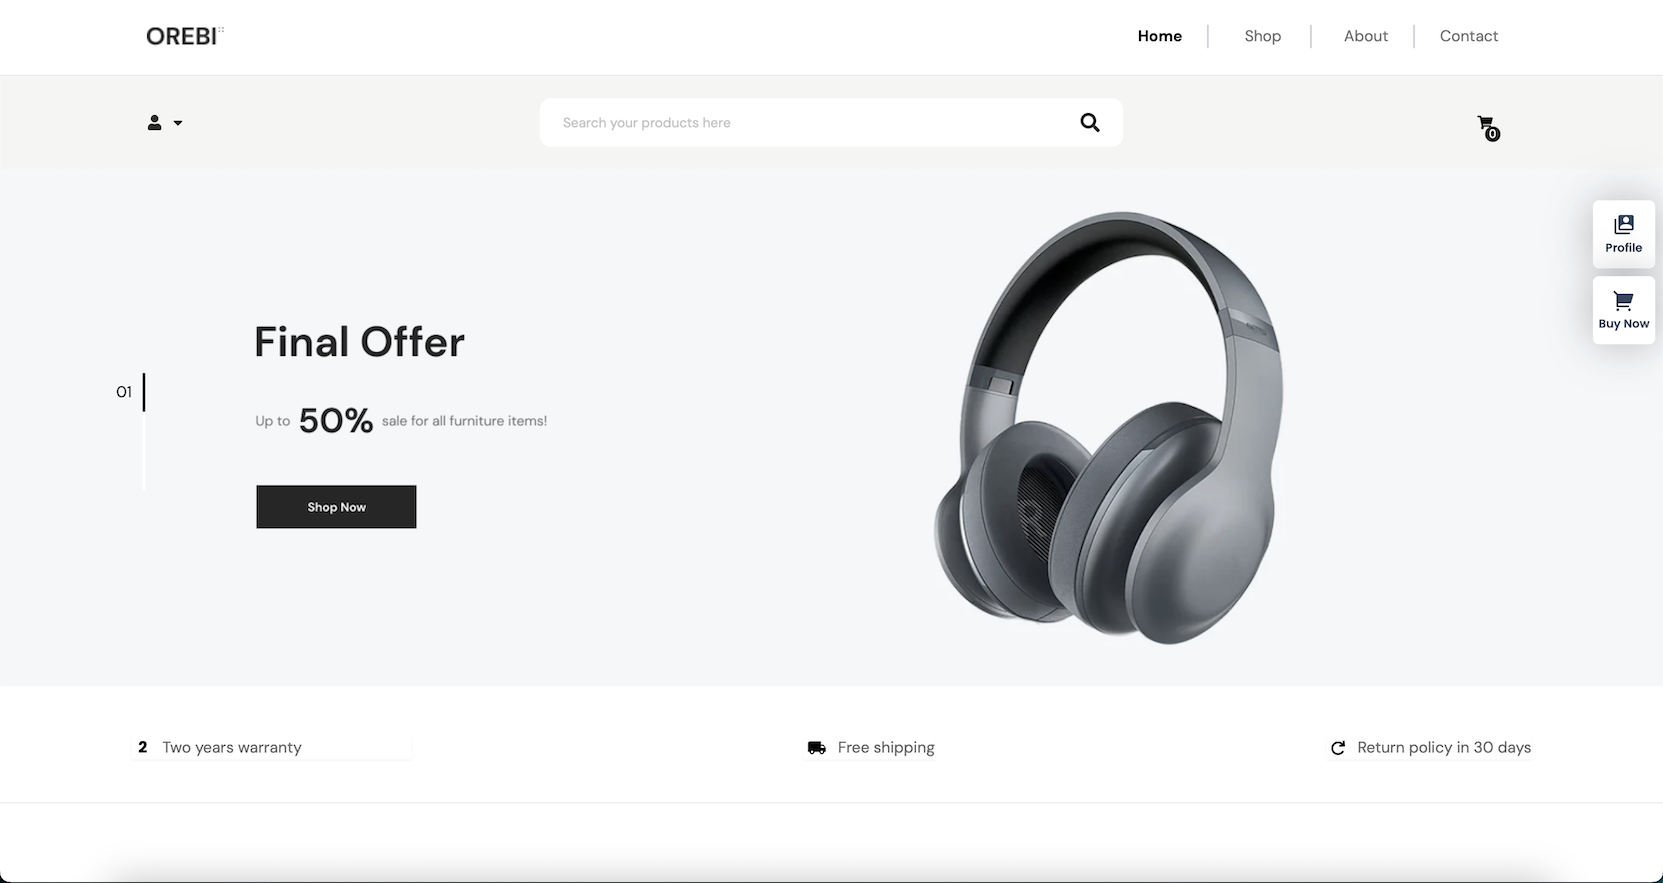 OREBI
Home
Shop
About
Contact
Search your products here
0
Profile
Buy Now
Final Offer
01
Up to 50% sale for all furniture items!
Shop Now
2 Two years warranty
Free shipping
Return policy in 30 days